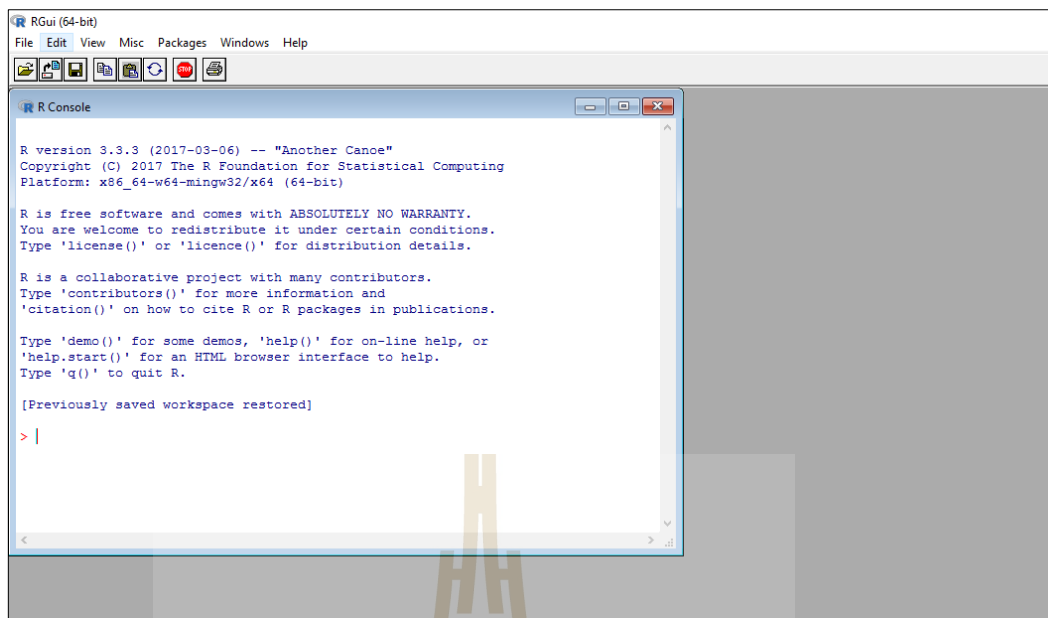 RGui (64-bit)
File Edit View Misc Packages Windows Help
STOP
R Console
R version 3.3.3 (2017-03-06) -- "Another Canoe"
Copyright (C) 2017 The R Foundation for Statistical Computing
Platform: x86_64-w64-mingw32/x64 (64-bit)
R is free software and comes with ABSOLUTELY NO WARRANTY.
You are welcome to redistribute it under certain conditions.
Type 'license()' or 'licence()' for distribution details.
R is a collaborative project with many contributors.
Type 'contributors()' for more information and
'citation()' on how to cite R or R packages in publications.
Type 'demo()' for some demos, 'help()' for on-line help, or
'help.start()' for an HTML browser interface to help.
Type 'q()' to quit R.
[Previously saved workspace restored]
>